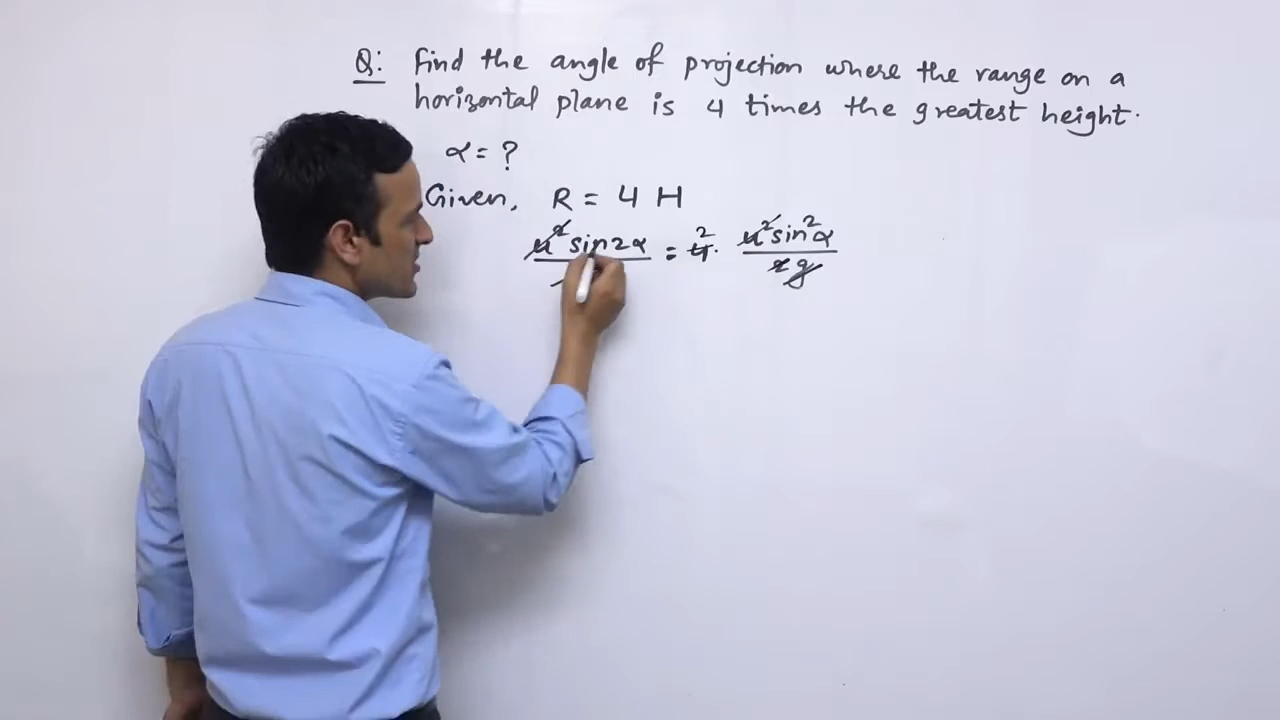 Q: Find the angle of projection where the range on a
horizontal plane is 4 times the greatest height.
α = ?
Given, R = 4 H
u² sin2α = 4². u² sin²α
2g